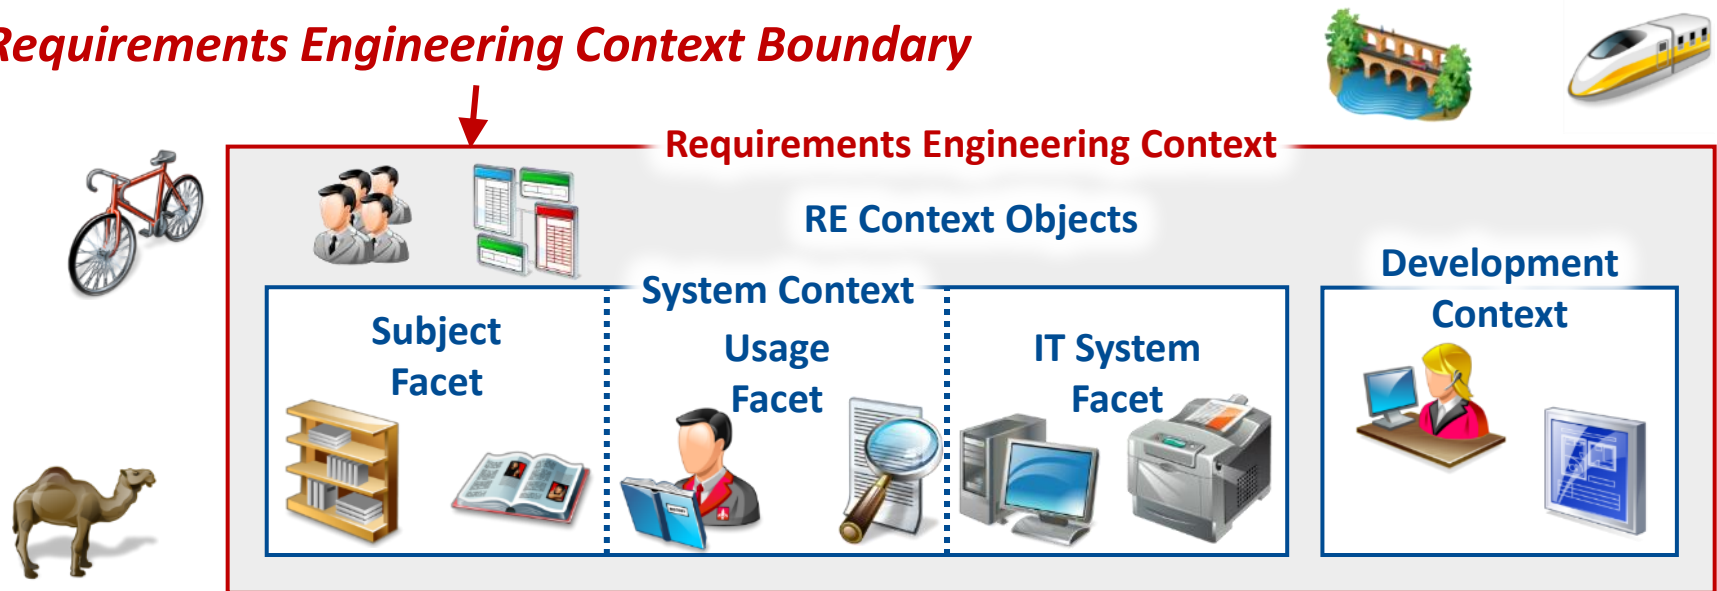 Requirements Engineering Context Boundary
Requirements Engineering Context
RE Context Objects
System Context
Subject
Facet
Usage
Facet
IT System
Facet
Development
Context